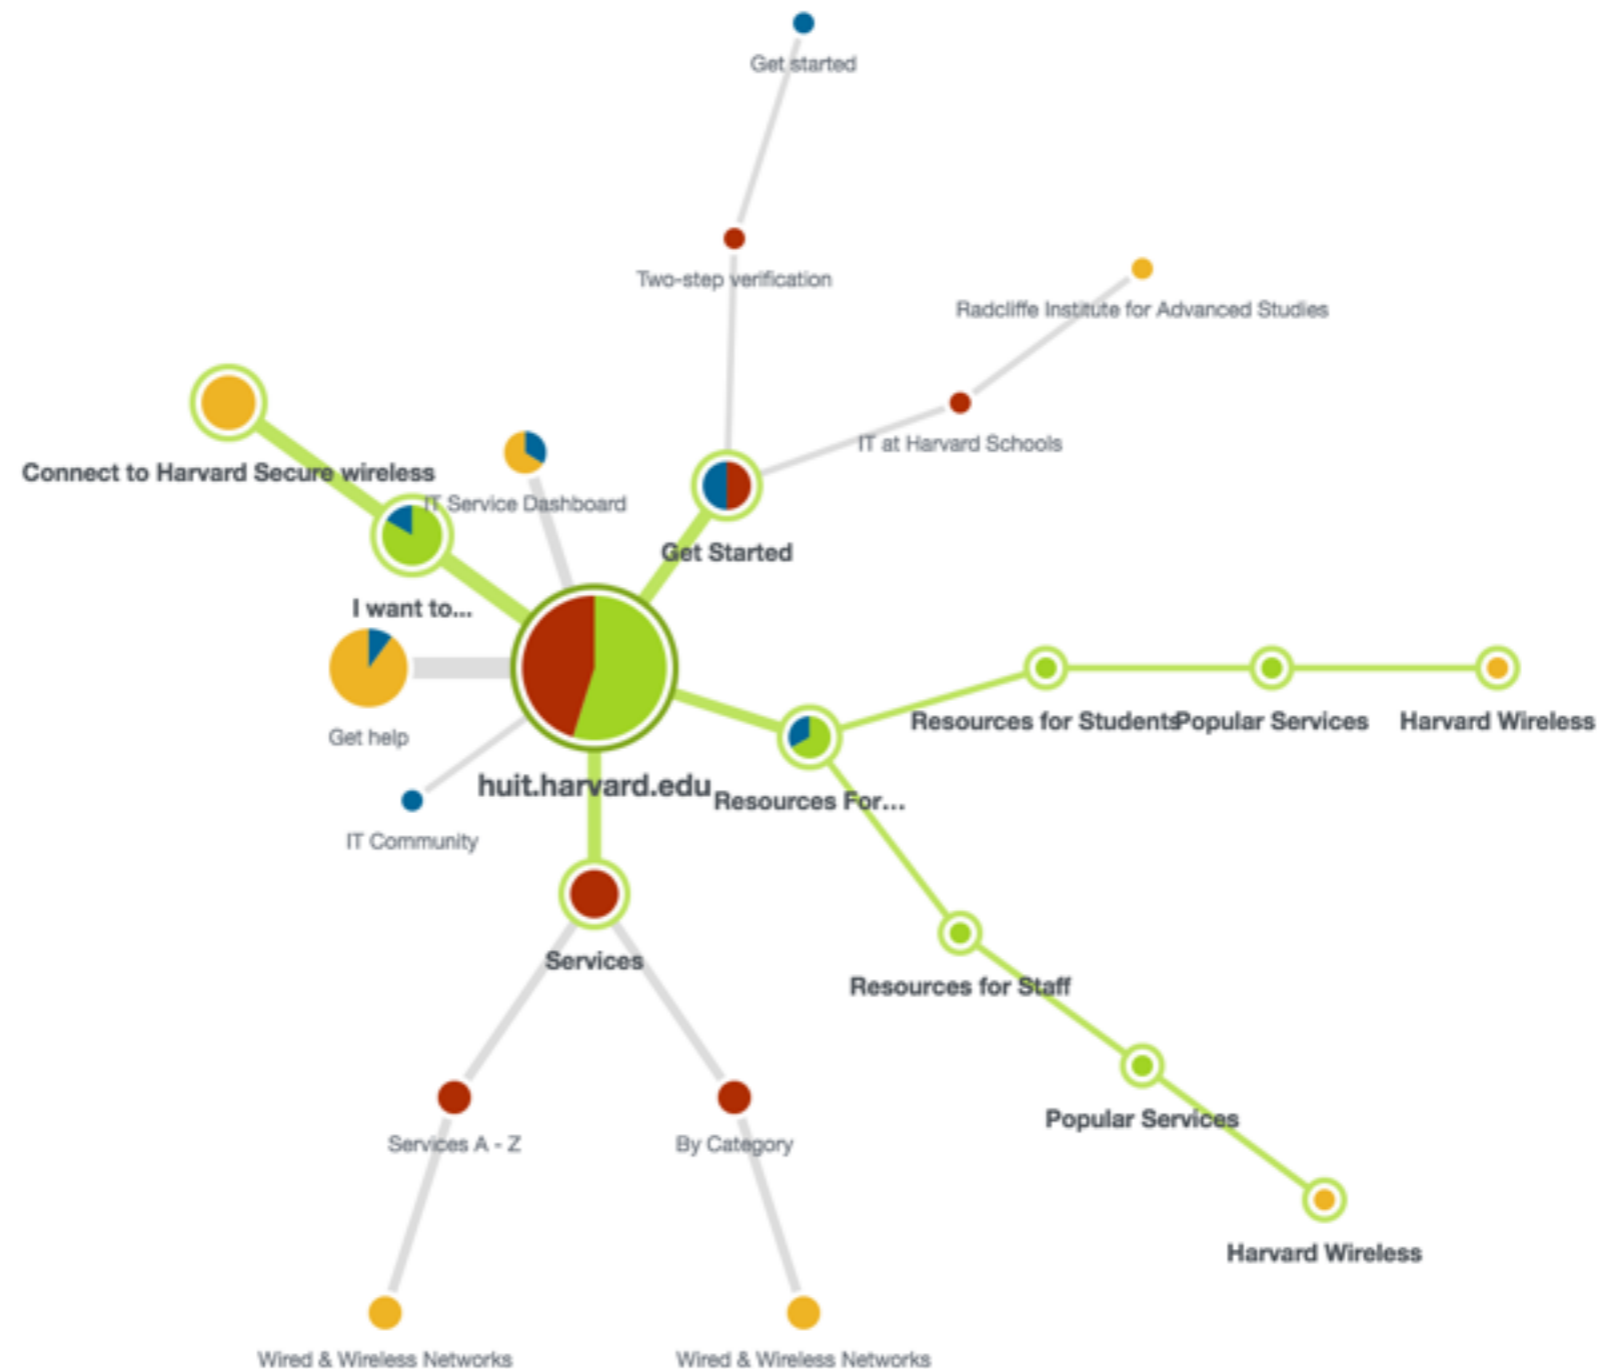 Get started
Two-step verification
Radcliffe Institute for Advanced Studies
IT at Harvard Schools
Connect to Harvard Secure wireless
IT Service Dashboard
Get Started
I want to...
Get help
huit.harvard.edu
Resources For...
Resources for Students
Popular Services
Harvard Wireless
IT Community
Services
Resources for Staff
Popular Services
Services A - Z
By Category
Harvard Wireless
Wired & Wireless Networks
Wired & Wireless Networks